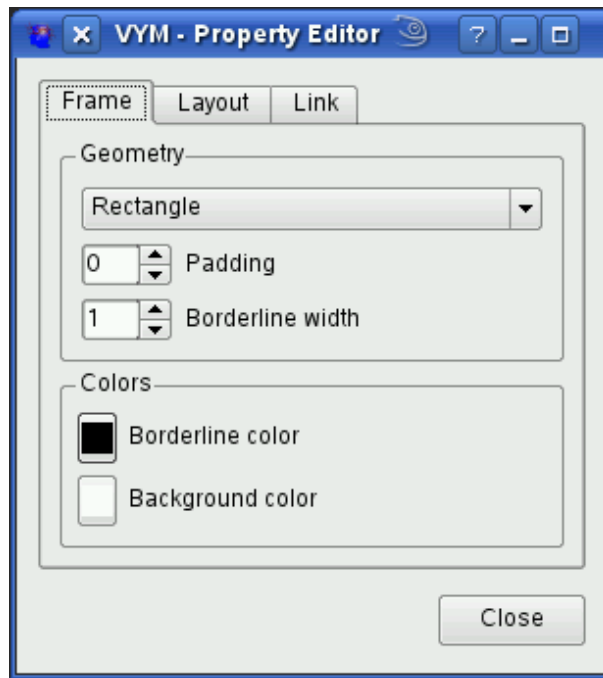 VYM - Property Editor
Frame Layout Link
Geometry
Rectangle
0 Padding
1 Borderline width
Colors
Borderline color
Background color
Close